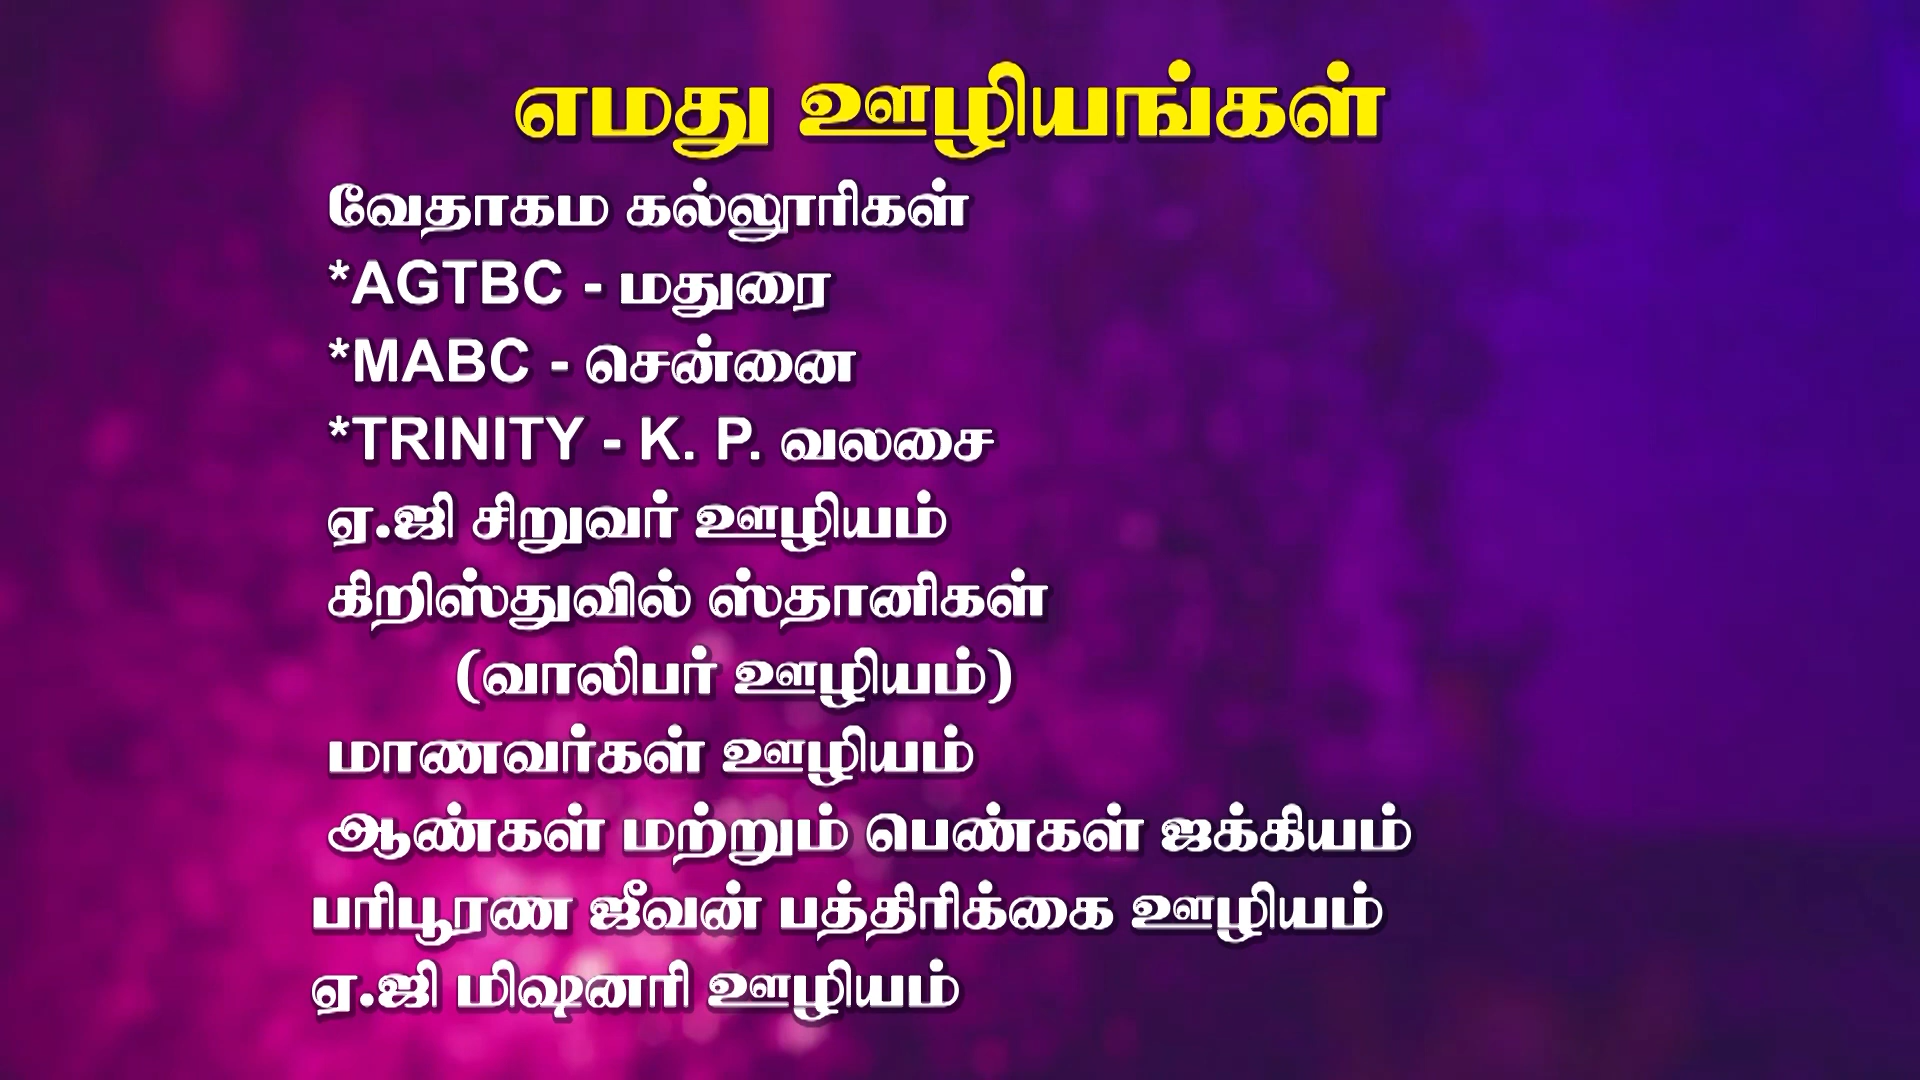 எமது ஊழியங்கள்
வேதாகம கல்லூரிகள்
*AGTBC - மதுரை
*MABC - சென்னை
*TRINITY - K. P. வலசை
ஏ.ஜி சிறுவர் ஊழியம்
கிறிஸ்துவில் ஸ்தானிகள்
(வாலிபர் ஊழியம்)
மாணவர்கள் ஊழியம்
ஆண்கள் மற்றும் பெண்கள் ஐக்கியம்
பரிபூரண ஜீவன் பத்திரிக்கை ஊழியம்
ஏ.ஜி மிஷனரி ஊழியம்